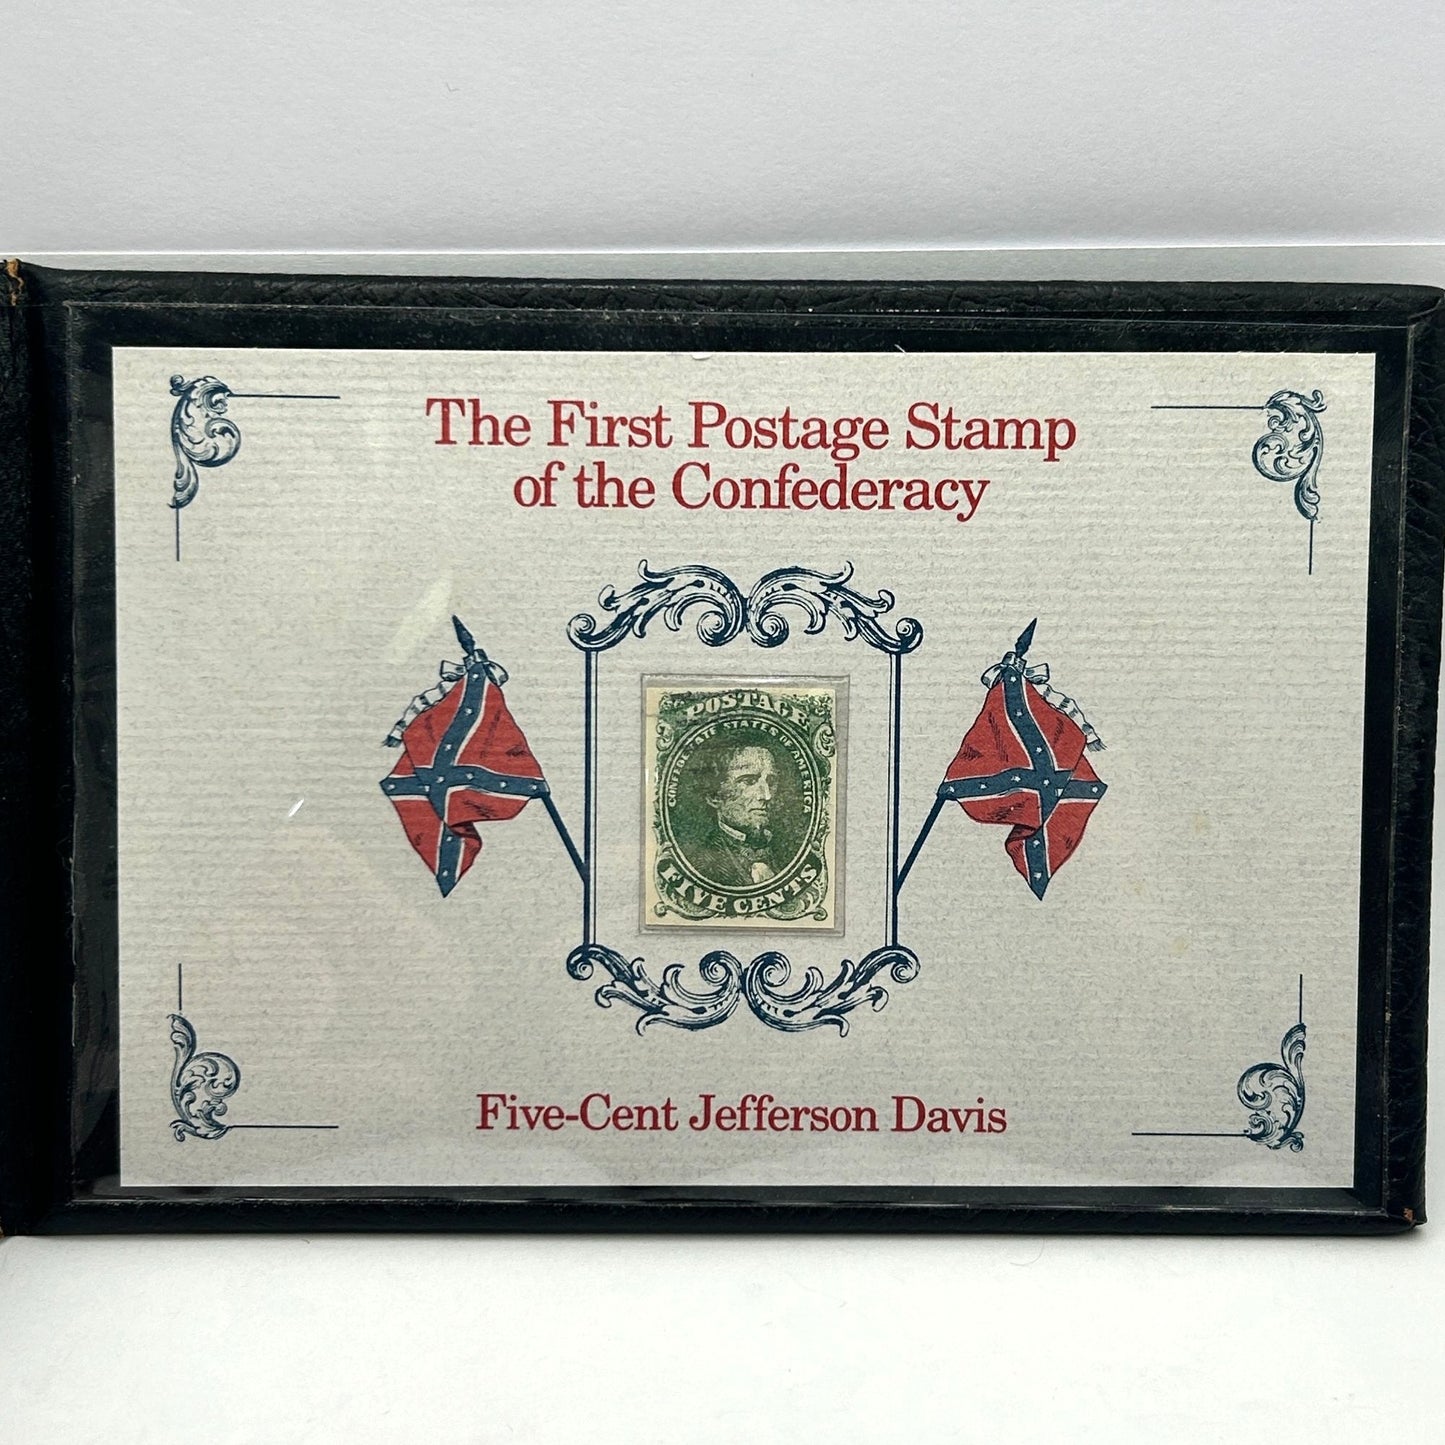 The First Postage Stamp
of the Confederacy
POSTAGE
CONFEDERATE STATES OF AMERICA
FIVE CENTS
Five-Cent Jefferson Davis